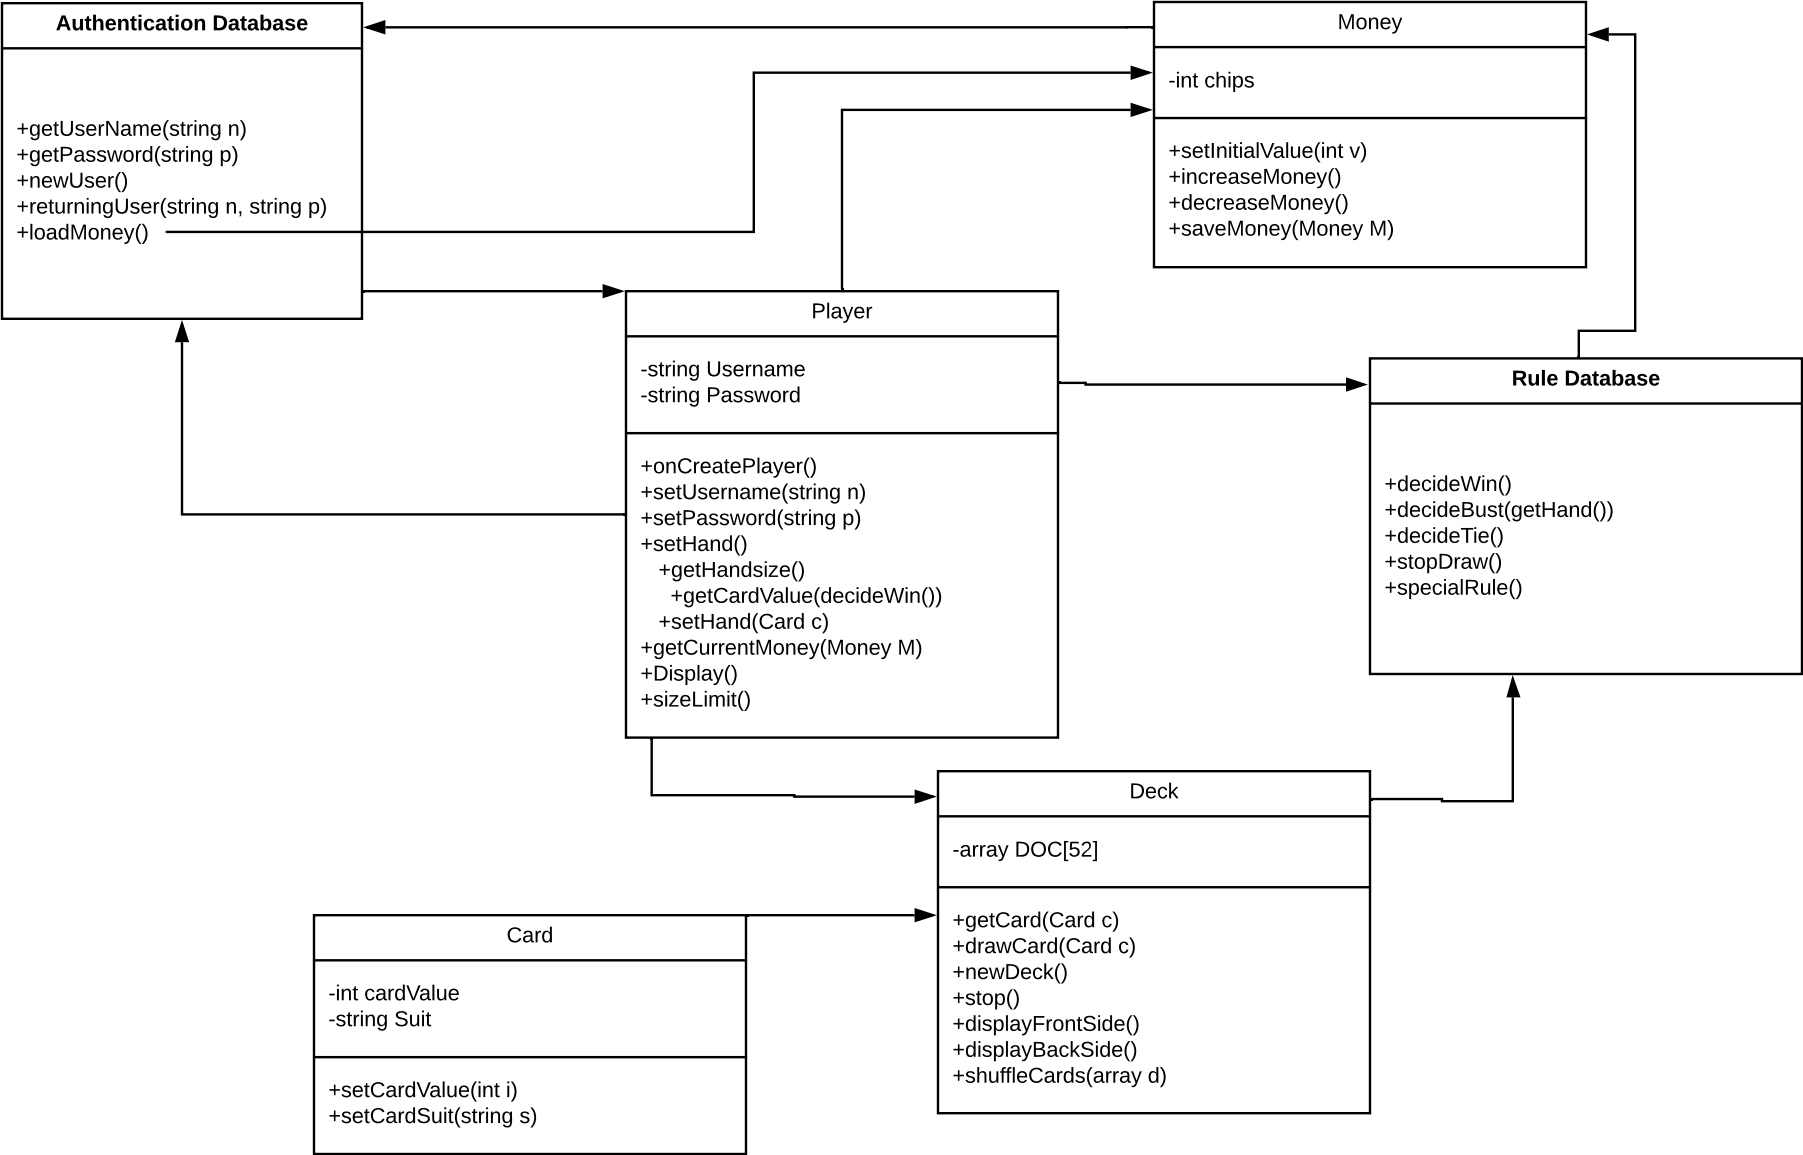 Authentication Database
+getUserName(string n)
+getPassword(string p)
+newUser()
+returningUser(string n, string p)
+loadMoney()
Money
-int chips
+setInitialValue(int v)
+increaseMoney()
+decreaseMoney()
+saveMoney(Money M)
Player
-string Username
-string Password
+onCreatePlayer()
+setUsername(string n)
+setPassword(string p)
+setHand()
+getHandsize()
+getCardValue(decideWin())
+setHand(Card c)
+getCurrentMoney(Money M)
+Display()
+sizeLimit()
Rule Database
+decideWin()
+decideBust(getHand())
+decideTie()
+stopDraw()
+specialRule()
Deck
-array DOC[52]
+getCard(Card c)
+drawCard(Card c)
+newDeck()
+stop()
+displayFrontSide()
+displayBackSide()
+shuffleCards(array d)
Card
-int cardValue
-string Suit
+setCardValue(int i)
+setCardSuit(string s)